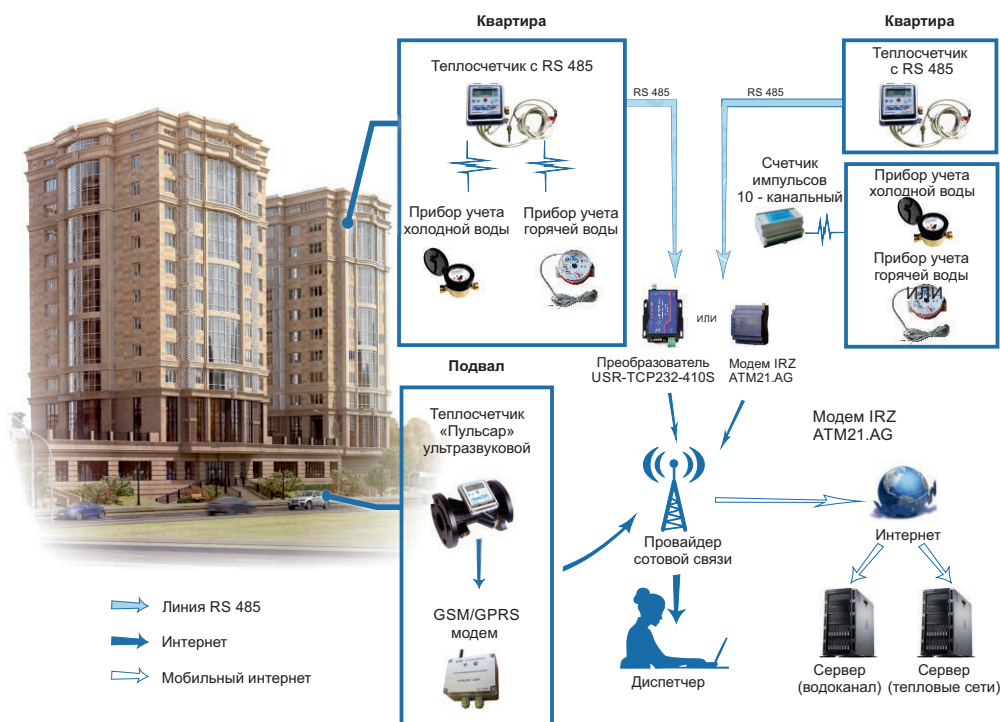 Квартира
Теплосчетчик с RS 485
Прибор учета
холодной воды
Прибор учета
горячей воды
RS 485
RS 485
Квартира
Теплосчетчик
с RS 485
Счетчик
импульсов
10 - канальный
Прибор учета
холодной воды
Прибор учета
горячей воды
ИЛИ
или
Преобразователь
USR-TCP232-410S
Модем IRZ
ATM21.AG
Подвал
Теплосчетчик
«Пульсар»
ультразвуковой
GSM/GPRS
модем
Модем IRZ
ATM21.AG
Провайдер
сотовой связи
Интернет
Диспетчер
Сервер
(водоканал)
Сервер
(тепловые сети)
Линия RS 485
Интернет
Мобильный интернет